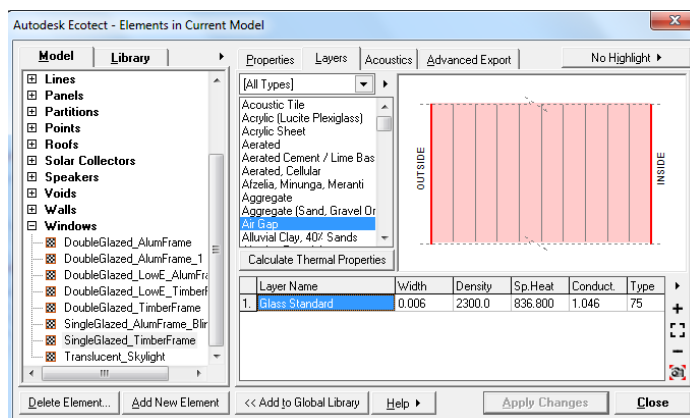 Autodesk Ecotect - Elements in Current Model
Model
Library
Lines
Panels
Partitions
Points
Roofs
Solar Collectors
Speakers
Voids
Walls
Windows
DoubleGlazed_AlumFrame
DoubleGlazed_AlumFrame_1
DoubleGlazed_LowE_AlumFra
DoubleGlazed_LowE_TimberF
DoubleGlazed_TimberFrame
SingleGlazed_AlumFrame_Blin
SingleGlazed_TimberFrame
Translucent_Skylight
Delete Element...
Add New Element
Properties
Layers
Acoustics
Advanced Export
No Highlight
[All Types]
Acoustic Tile
Acrylic (Lucite Plexiglass)
Acrylic Sheet
Aerated
Aerated Cement / Lime Bas
Aerated, Cellular
Afzelia, Minunga, Meranti
Aggregate
Aggregate (Sand, Gravel Or
Air Gap
Alluvial Clay, 40% Sands
Calculate Thermal Properties
OUTSIDE
INSIDE
Layer Name Width Density Sp.Heat Conduct. Type
1. Glass Standard 0.006 2300.0 836.800 1.046 75
<< Add to Global Library
Help
Apply Changes
Close